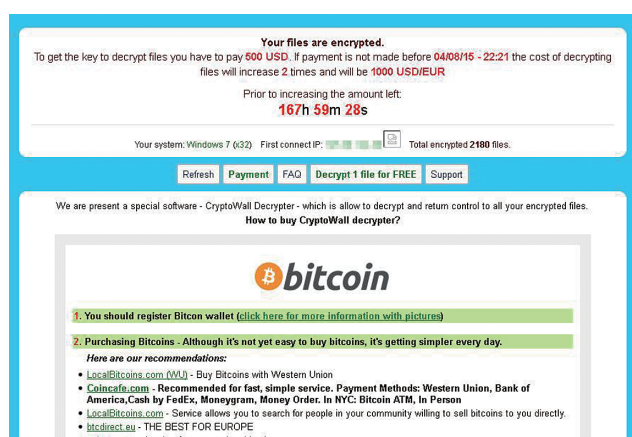 Your files are encrypted.
To get the key to decrypt files you have to pay 500 USD. If payment is not made before 04/08/15 - 22:21 the cost of decrypting
files will increase 2 times and will be 1000 USD/EUR
Prior to increasing the amount left:
167h 59m 28s
Your system: Windows 7 (x32) First connect IP: Total encrypted 2180 files.
Refresh Payment FAQ Decrypt 1 file for FREE Support
We are present a special software - CryptoWall Decrypter - which is allow to decrypt and return control to all your encrypted files.
How to buy CryptoWall decrypter?
bitcoin
1. You should register Bitcon wallet (click here for more information with pictures)
2. Purchasing Bitcoins - Although it's not yet easy to buy bitcoins, it's getting simpler every day.
Here are our recommendations:
• LocalBitcoins.com (WU) - Buy Bitcoins with Western Union
• Coincafe.com - Recommended for fast, simple service. Payment Methods: Western Union, Bank of
America,Cash by FedEx, Moneygram, Money Order. In NYC: Bitcoin ATM, In Person
• LocalBitcoins.com - Service allows you to search for people in your community willing to sell bitcoins to you directly.
• btcdirect.eu - THE BEST FOR EUROPE